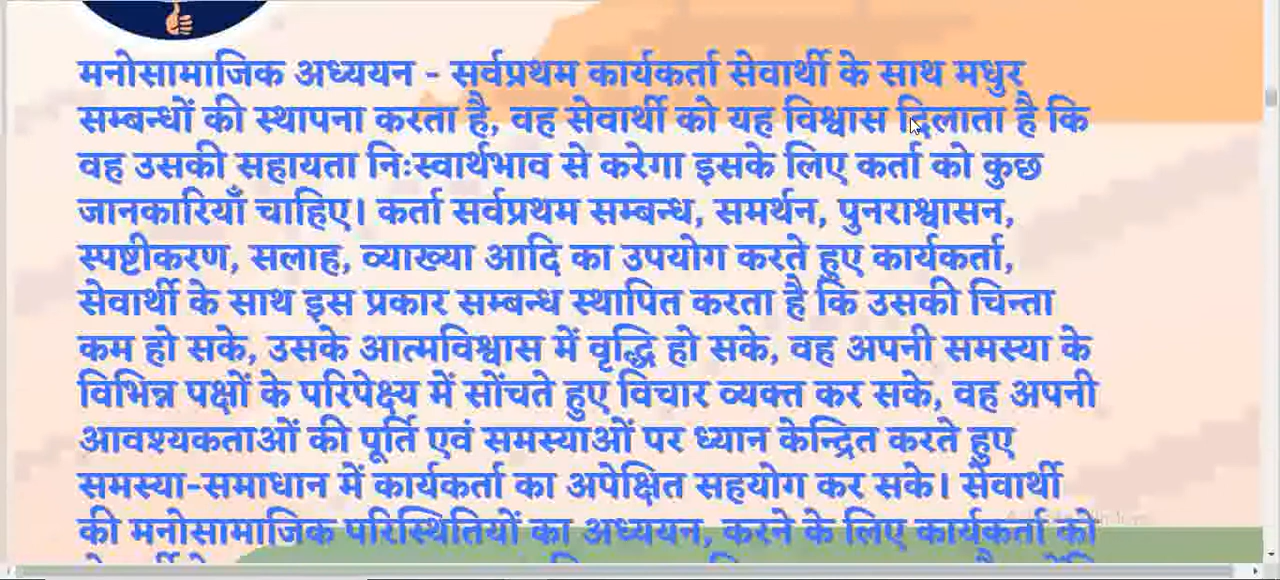 मनोसामाजिक अध्ययन - सर्वप्रथम कार्यकर्ता सेवार्थी के साथ मधुर
सम्बन्धों की स्थापना करता है, वह सेवार्थी को यह विश्वास दिलाता है कि
वह उसकी सहायता निःस्वार्थभाव से करेगा इसके लिए कर्ता को कुछ
जानकारियाँ चाहिए। कर्ता सर्वप्रथम सम्बन्ध, समर्थन, पुनराश्वासन,
स्पष्टीकरण, सलाह, व्याख्या आदि का उपयोग करते हुए कार्यकर्ता,
सेवार्थी के साथ इस प्रकार सम्बन्ध स्थापित करता है कि उसकी चिन्ता
कम हो सके, उसके आत्मविश्वास में वृद्धि हो सके, वह अपनी समस्या के
विभिन्न पक्षों के परिपेक्ष्य में सोंचते हुए विचार व्यक्त कर सके, वह अपनी
आवश्यकताओं की पूर्ति एवं समस्याओं पर ध्यान केन्द्रित करते हुए
समस्या-समाधान में कार्यकर्ता का अपेक्षित सहयोग कर सके। सेवार्थी
की मनोसामाजिक परिस्थितियों का अध्ययन, करने के लिए कार्यकर्ता को